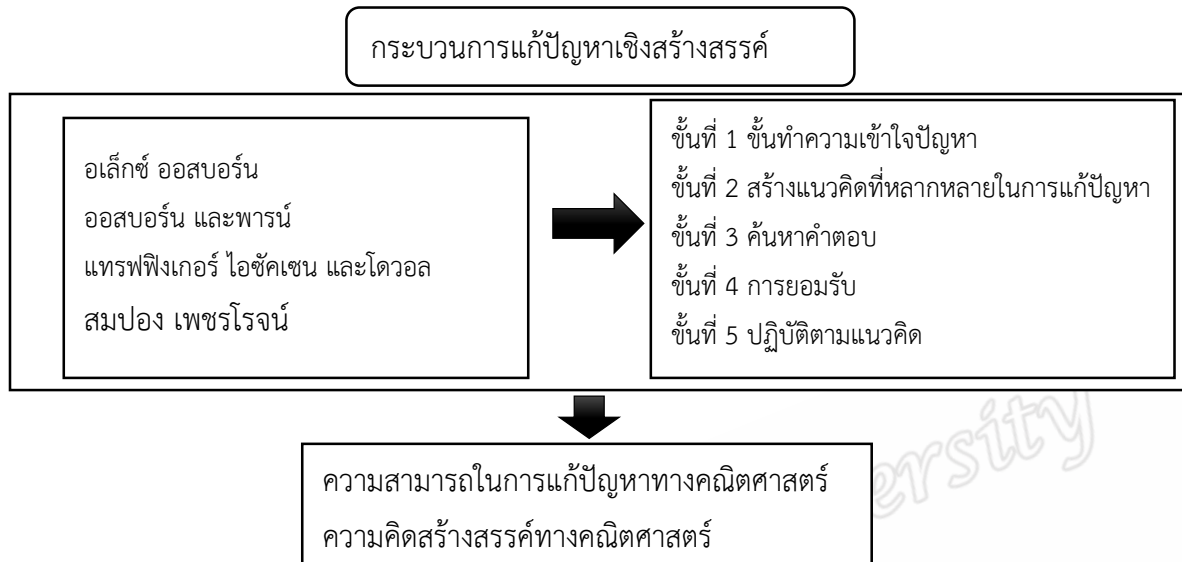 กระบวนการแก้ปัญหาเชิงสร้างสรรค์
อเล็กซ์ ออสบอร์น
ออสบอร์น และพารน์
แทรฟฟิงเกอร์ ไอซัคเซน และโดวอล
สมปอง เพชรโรจน์
ขั้นที่ 1 ขั้นทำความเข้าใจปัญหา
ขั้นที่ 2 สร้างแนวคิดที่หลากหลายในการแก้ปัญหา
ขั้นที่ 3 ค้นหาคำตอบ
ขั้นที่ 4 การยอมรับ
ขั้นที่ 5 ปฏิบัติตามแนวคิด
ความสามารถในการแก้ปัญหาทางคณิตศาสตร์
ความคิดสร้างสรรค์ทางคณิตศาสตร์